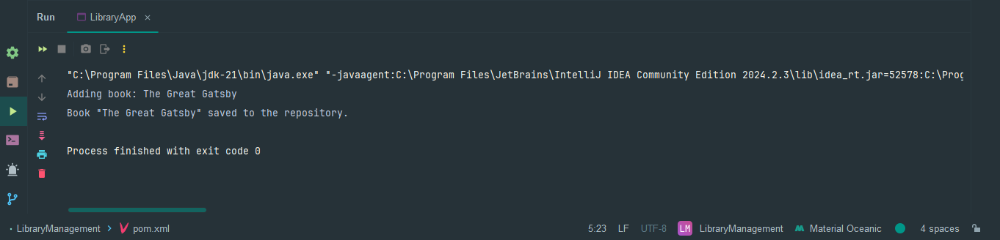 Run LibraryApp
"C:\Program Files\Java\jdk-21\bin\java.exe" "-javaagent:C:\Program Files\JetBrains\IntelliJ IDEA Community Edition 2024.2.3\lib\idea_rt.jar=52578:C:\Prog
Adding book: The Great Gatsby
Book "The Great Gatsby" saved to the repository.
Process finished with exit code 0
LibraryManagement pom.xml 5:23 LF UTF-8 LM LibraryManagement Material Oceanic 4 spaces